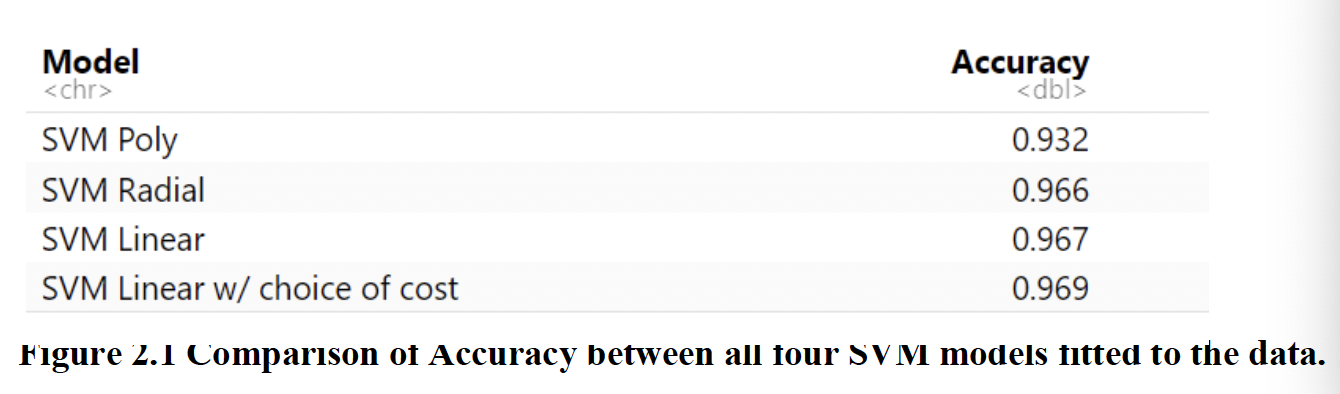 Model Accuracy
<chr> <dbl>
SVM Poly 0.932
SVM Radial 0.966
SVM Linear 0.967
SVM Linear w/ choice of cost 0.969
Figure 2.1 Comparison of Accuracy between all four SVM models fitted to the data.